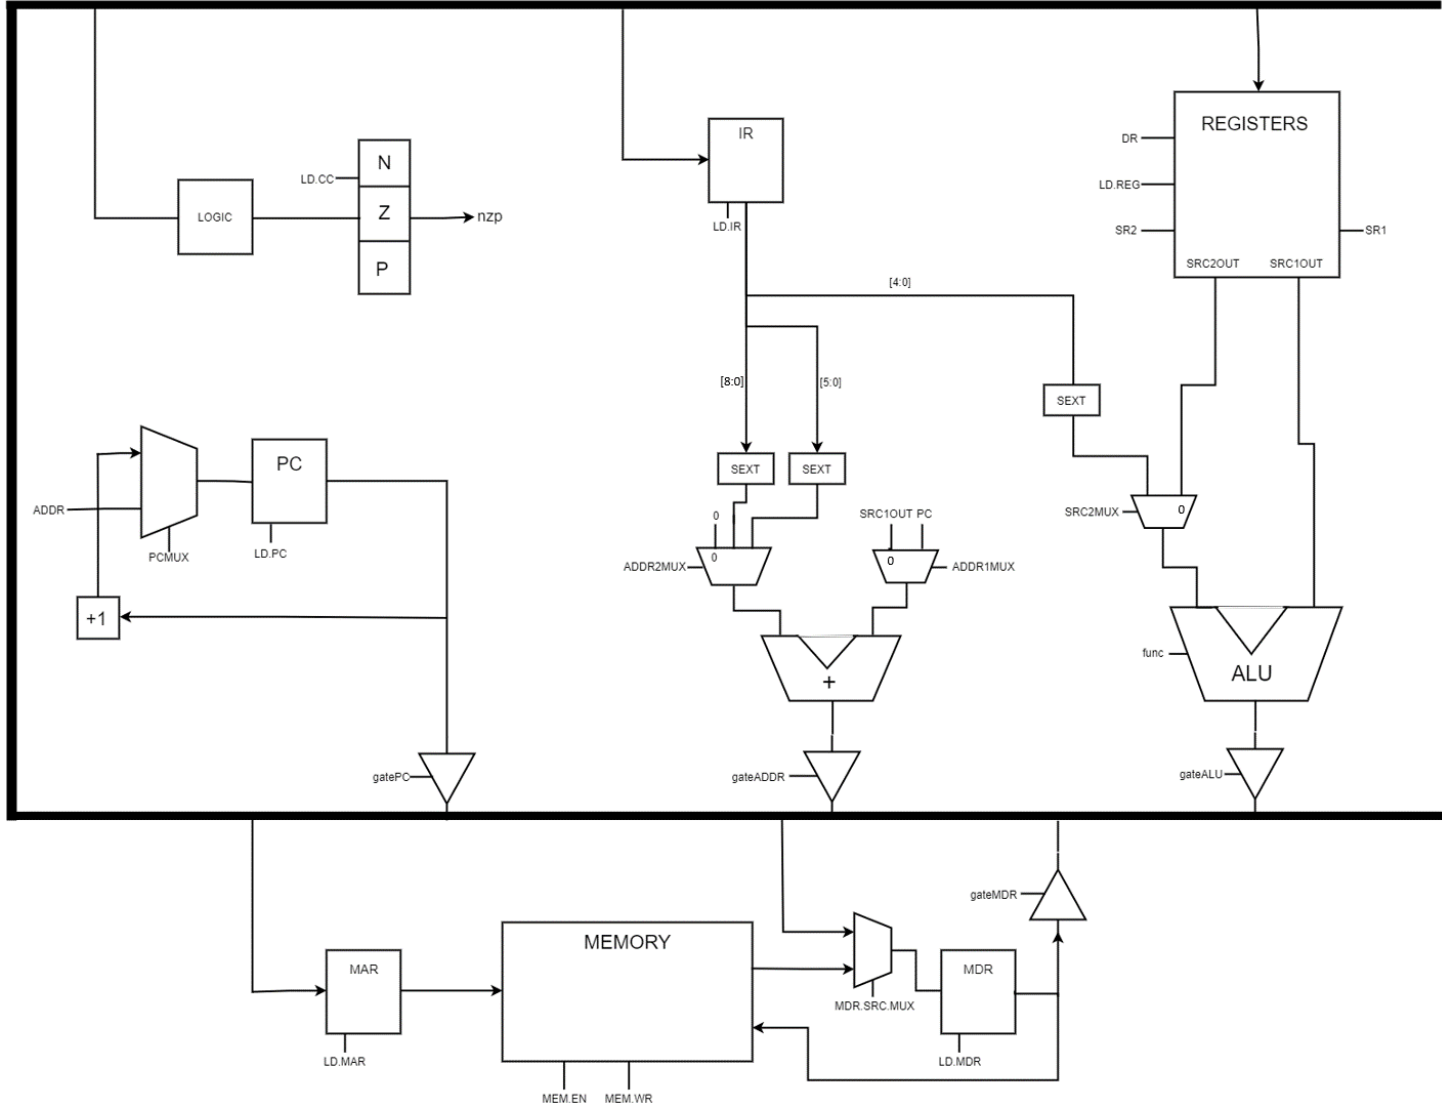 IR
REGISTERS
N
DR
LD.CC
LD.REG
Z
nzp
LOGIC
LD.IR
SR2
SR1
P
SRC2OUT
SRC1OUT
[4:0]
[8:0]
[5:0]
SEXT
PC
SEXT
SEXT
ADDR
0
SRC1OUT PC
SRC2MUX
0
PCMUX
LD.PC
0
0
ADDR2MUX
ADDR1MUX
+1
func
ALU
+
gatePC
gateADDR
gateALU
gateMDR
MEMORY
MAR
MDR
MDR.SRC.MUX
LD.MAR
LD.MDR
MEM.EN
MEM.WR